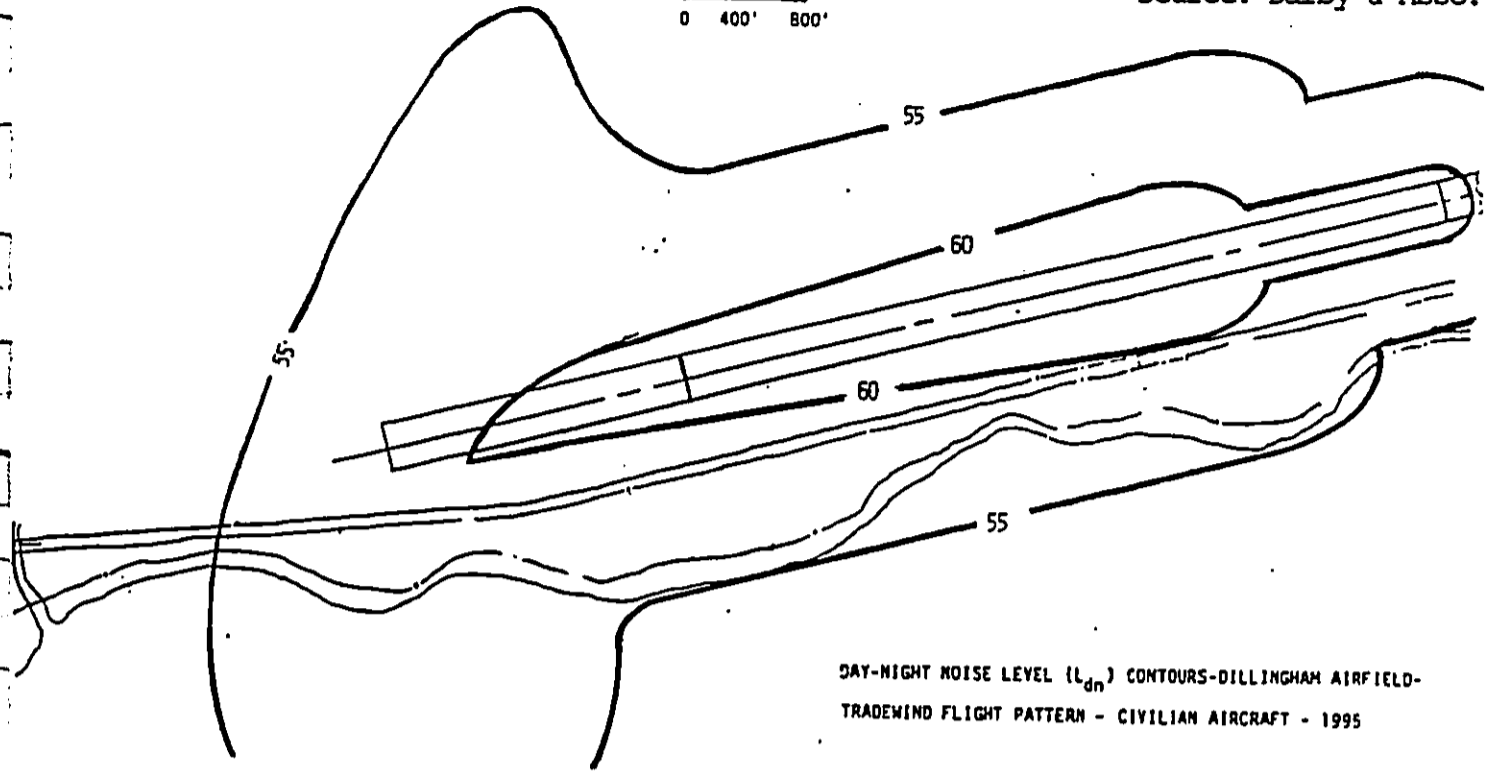 0 400' 800'
55
60
55
60
55
DAY-NIGHT NOISE LEVEL (Ldn) CONTOURS-DILLINGHAM AIRFIELD-
TRADEWIND FLIGHT PATTERN - CIVILIAN AIRCRAFT - 1995